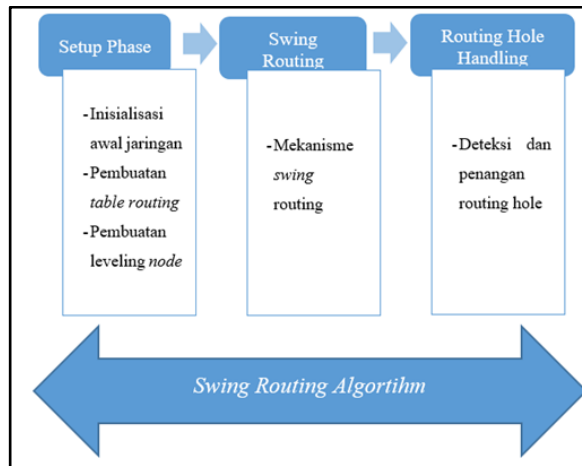 Setup Phase
- Inisialisasi
awal jaringan
- Pembuatan
table routing
- Pembuatan
leveling node
Swing
Routing
- Mekanisme
swing
routing
Routing Hole
Handling
- Deteksi dan
penangan
routing hole
Swing Routing Algortihm